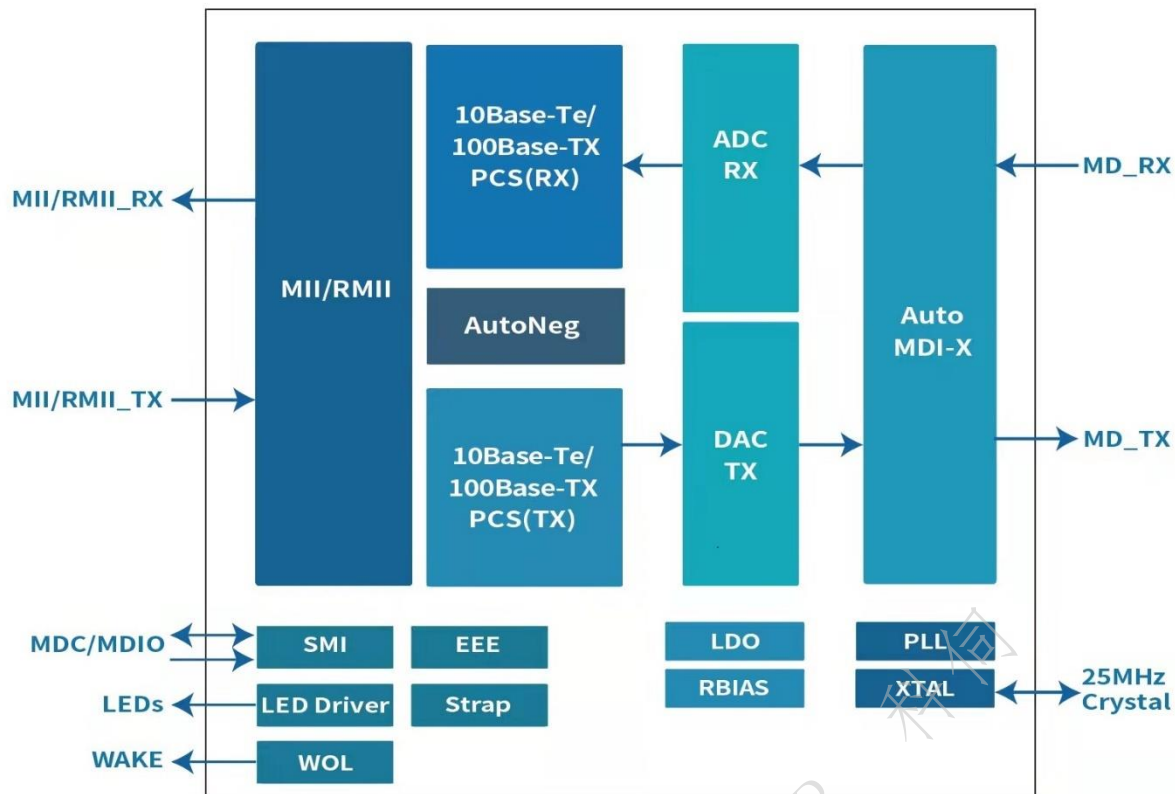 10Base-Te/
100Base-TX
PCS(RX)
ADC
RX
MD_RX
MII/RMII_RX
MII/RMII
AutoNeg
Auto
MDI-X
MII/RMII_TX
10Base-Te/
100Base-TX
PCS(TX)
DAC
TX
MD_TX
MDC/MDIO
SMI
EEE
LDO
PLL
LEDs
LED Driver
Strap
RBIAS
XTAL
25MHz
Crystal
WAKE
WOL